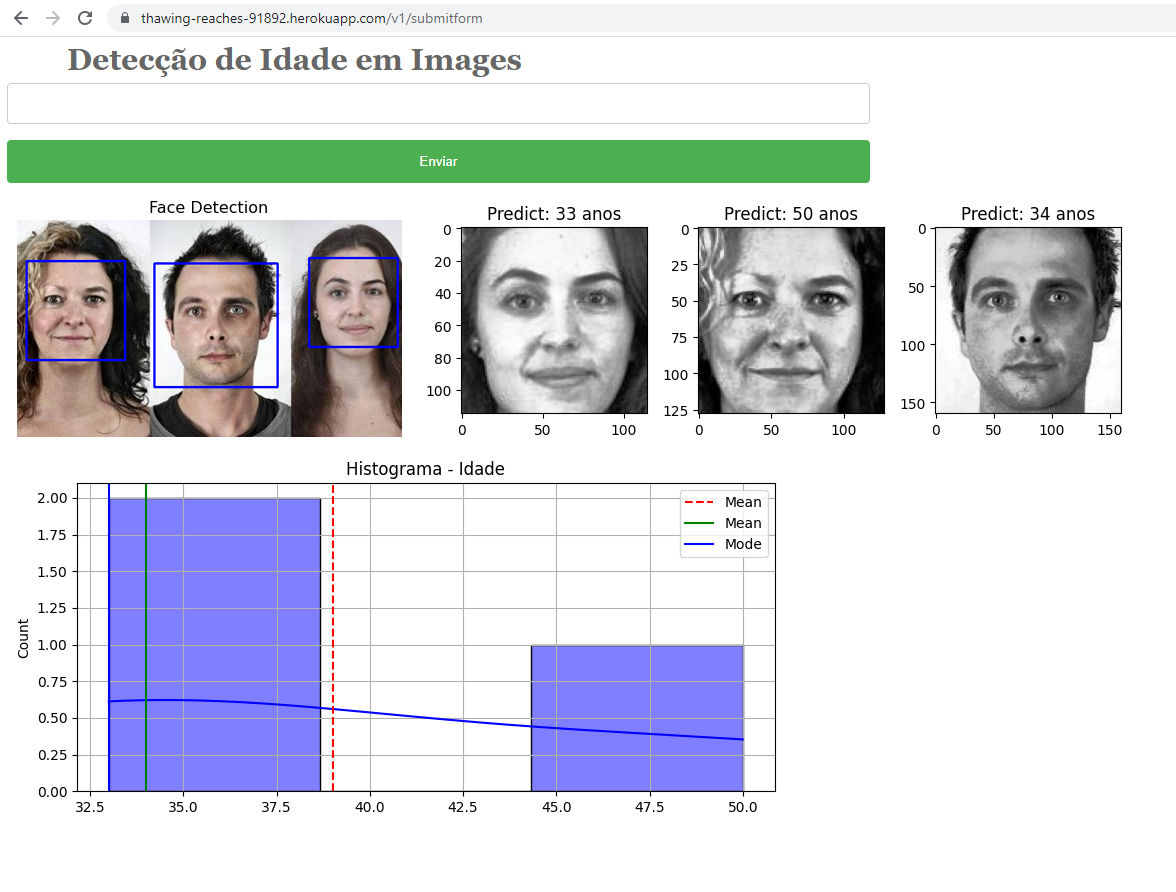 thawing-reaches-91892.herokuapp.com/v1/submitform
Detecção de Idade em Images
Enviar
Face Detection
Predict: 33 anos
0
20
40
60
80
100
0 50 100
Predict: 50 anos
0
25
50
75
100
125
0 50 100
Predict: 34 anos
0
50
100
150
0 50 100 150
Histograma - Idade
Mean
Mean
Mode
Count
2.00
1.75
1.50
1.25
1.00
0.75
0.50
0.25
0.00
32.5 35.0 37.5 40.0 42.5 45.0 47.5 50.0